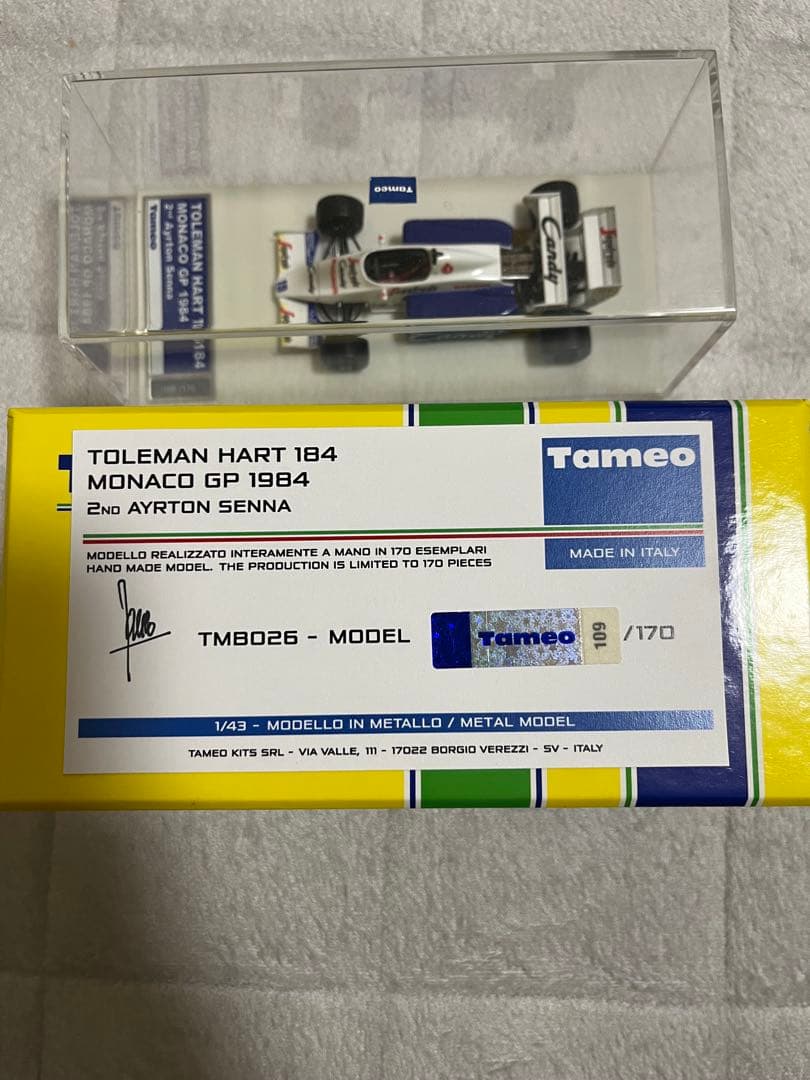 Tameo
TOLEMAN HART TG184
MONACO GP 1984
2nd Ayrton Senna
Tameo
Candy
Candy
TOLEMAN HART 184
MONACO GP 1984
2ND AYRTON SENNA
Tameo
MADE IN ITALY
MODELLO REALIZZATO INTERAMENTE A MANO IN 170 ESEMPLARI
HAND MADE MODEL. THE PRODUCTION IS LIMITED TO 170 PIECES
TM8026 - MODEL
Tameo
109
/170
1/43 - MODELLO IN METALLO / METAL MODEL
TAMEO KITS SRL - VIA VALLE, 111 - 17022 BORGIO VEREZZI - SV - ITALY